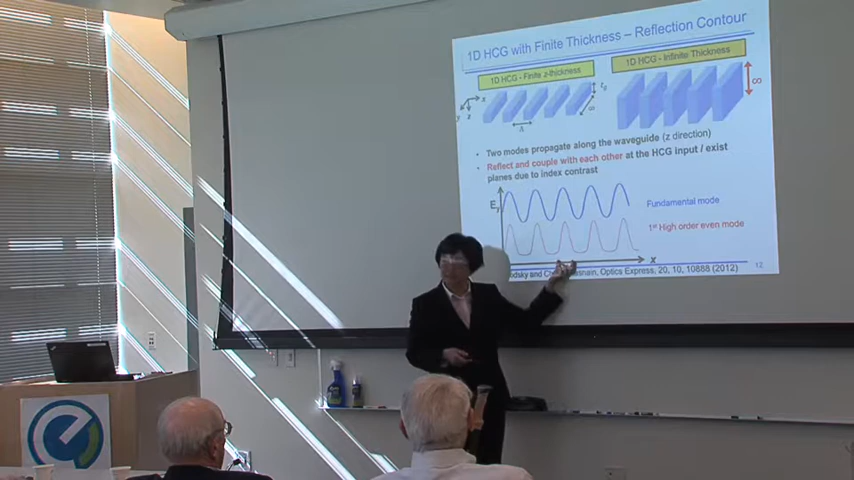 1D HCG with Finite Thickness – Reflection Contour
1D HCG - Finite z-thickness
1D HCG - Infinite Thickness
x
y
z
Λ
t_g
∞
∞
• Two modes propagate along the waveguide (z direction)
• Reflect and couple with each other at the HCG input / exist
planes due to index contrast
E_y
Fundamental mode
1st High order even mode
x
Optics Express, 20, 10, 10888 (2012)
12